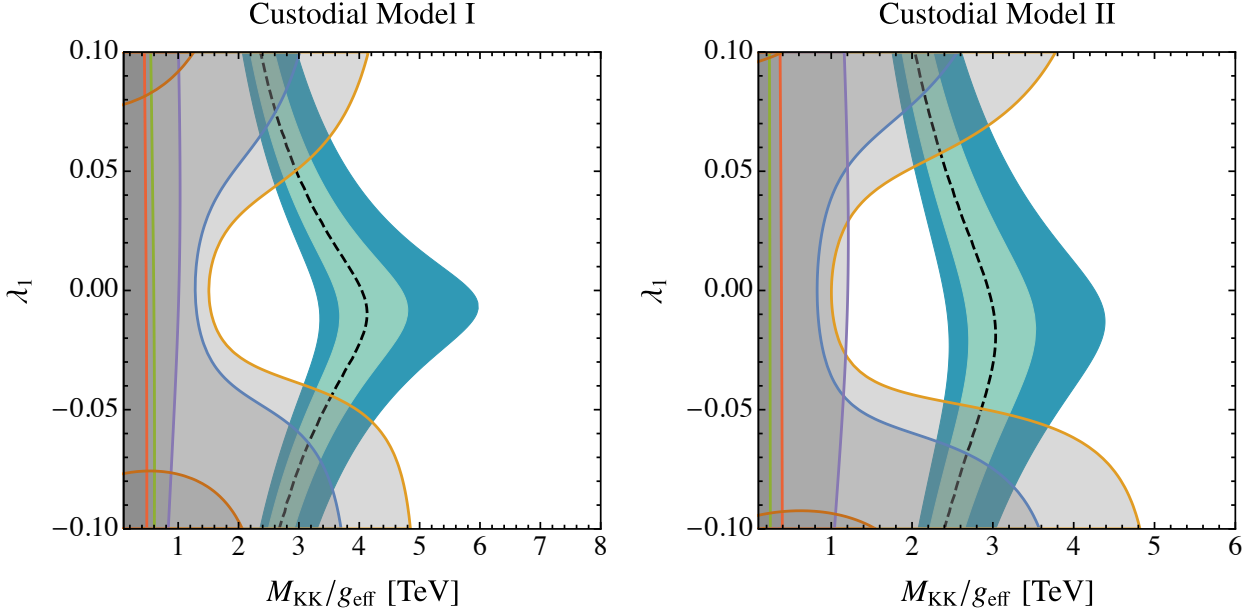 Custodial Model I
0.10
0.05
0.00
−0.05
−0.10
λ1
1 2 3 4 5 6 7 8
MKK/geff [TeV]
Custodial Model II
0.10
0.05
0.00
−0.05
−0.10
λ1
1 2 3 4 5 6
MKK/geff [TeV]